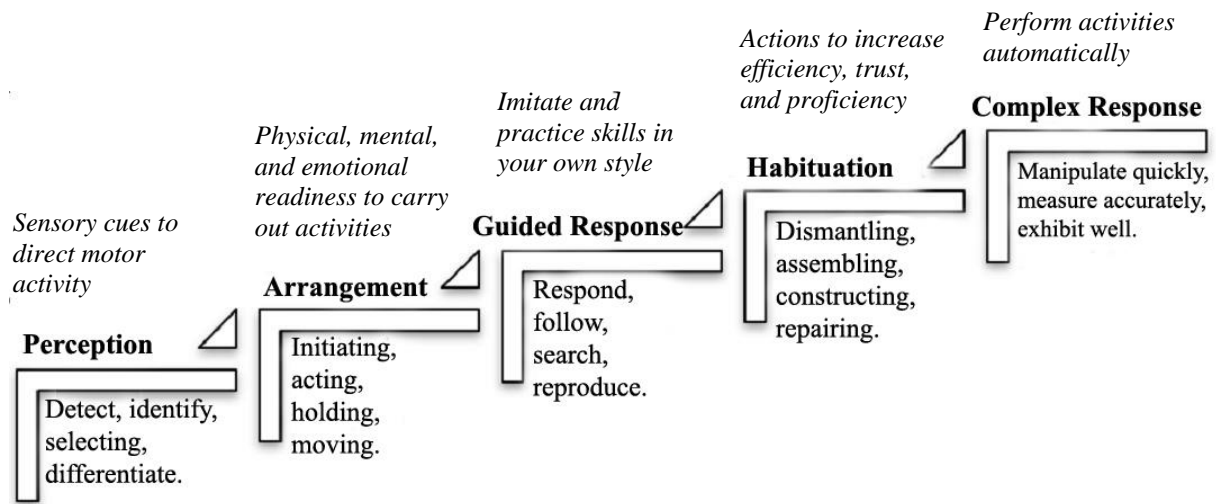 Sensory cues to
direct motor
activity
Perception
Detect, identify,
selecting,
differentiate.
Physical, mental,
and emotional
readiness to carry
out activities
Arrangement
Initiating,
acting,
holding,
moving.
Imitate and
practice skills in
your own style
Guided Response
Respond,
follow,
search,
reproduce.
Actions to increase
efficiency, trust,
and proficiency
Habituation
Dismantling,
assembling,
constructing,
repairing.
Perform activities
automatically
Complex Response
Manipulate quickly,
measure accurately,
exhibit well.